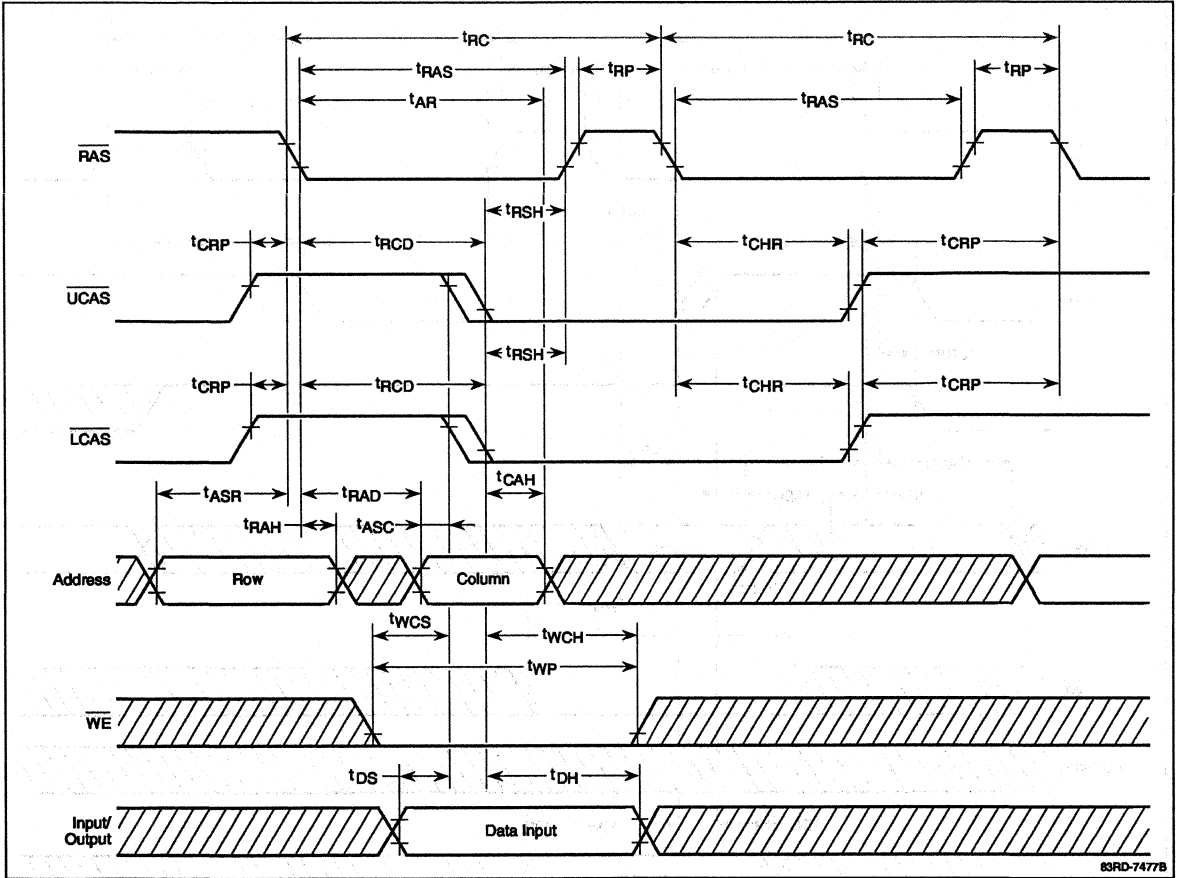 tRC tRC
tRAS tRP tRP
tAR tRAS
RAS
tRSH
tCRP tRCD tCHR tCRP
UCAS
tRSH
tCRP tRCD tCHR tCRP
LCAS
tCAH
tASR tRAD
tRAH tASC
Address Row Column
tWCS tWCH
tWP
WE
tDS tDH
Input/
Output
Data Input
83RD-7477B